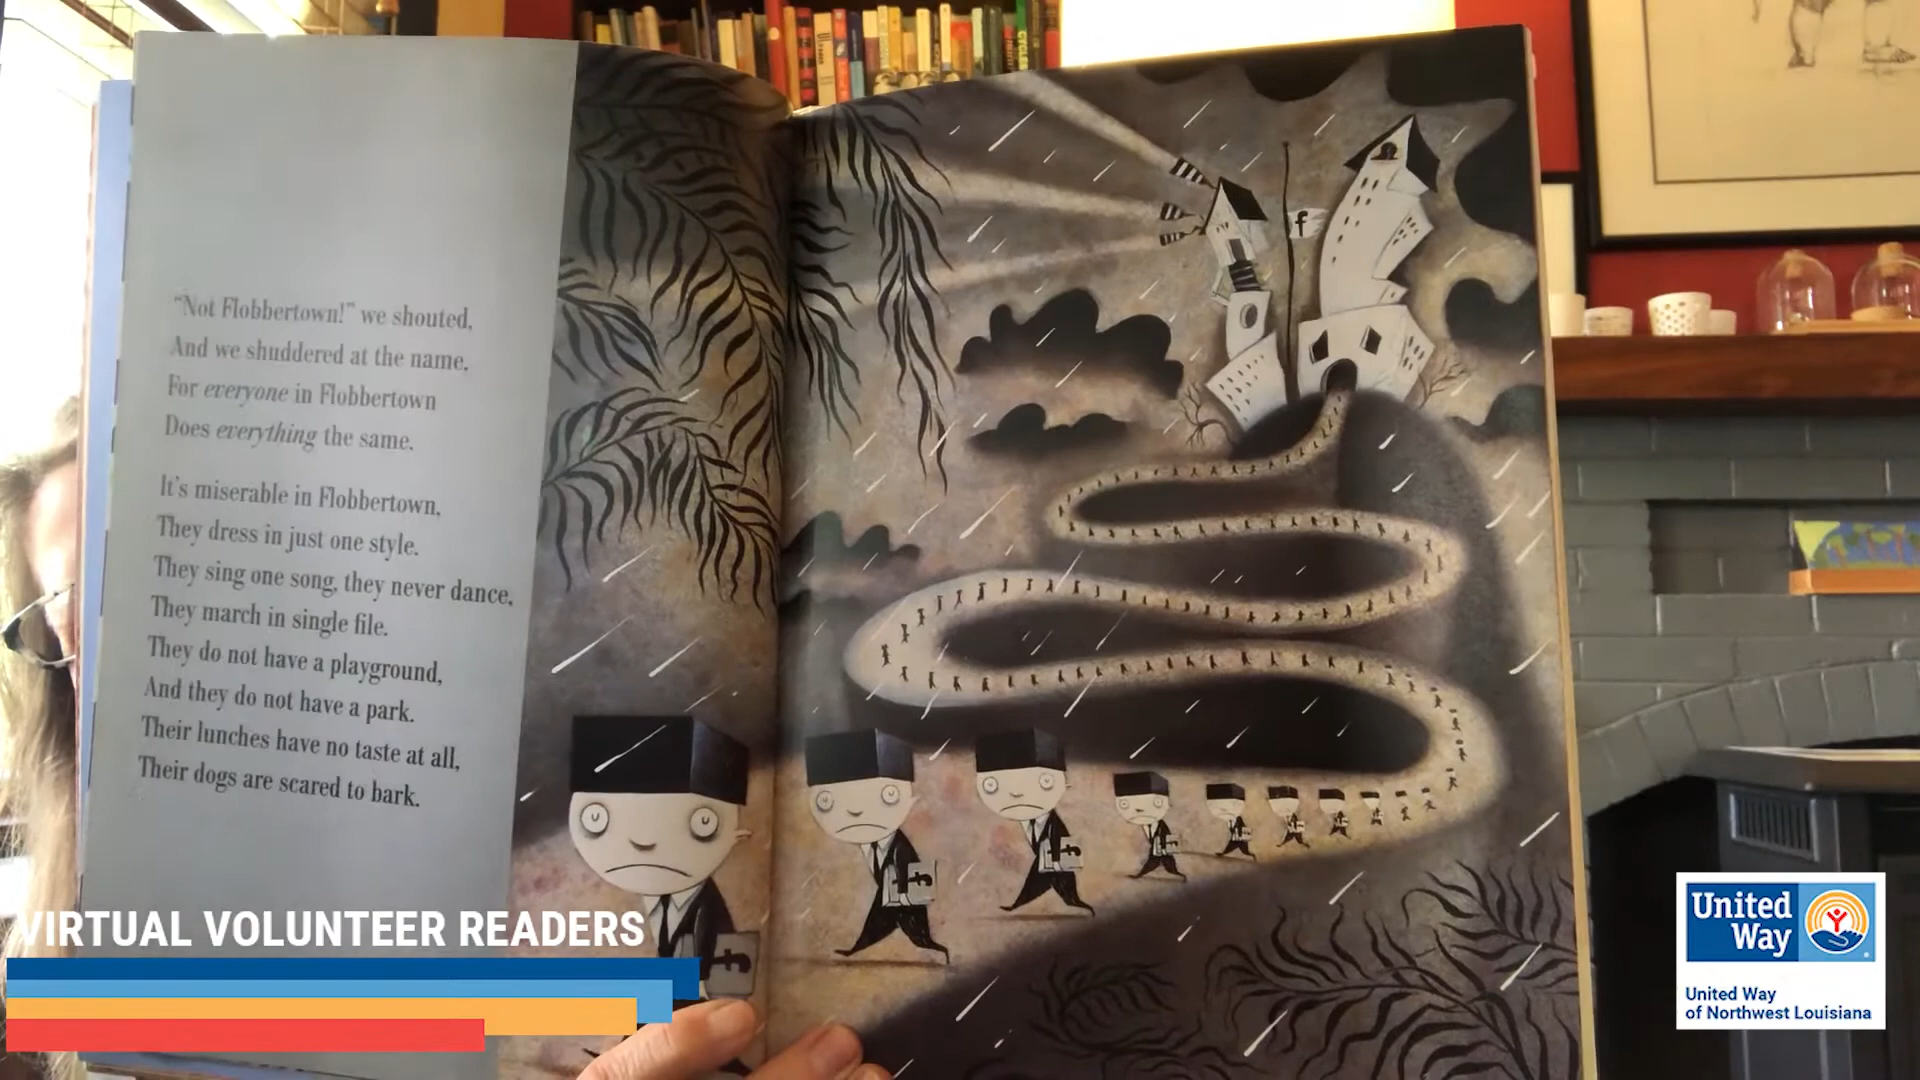 "Not Flobbertown!" we shouted,
And we shuddered at the name.
For everyone in Flobbertown
Does everything the same.
It's miserable in Flobbertown,
They dress in just one style.
They sing one song, they never dance,
They march in single file.
They do not have a playground,
And they do not have a park.
Their lunches have no taste at all,
Their dogs are scared to bark.
f
f
f
f
VIRTUAL VOLUNTEER READERS
United
Way
United Way
of Northwest Louisiana